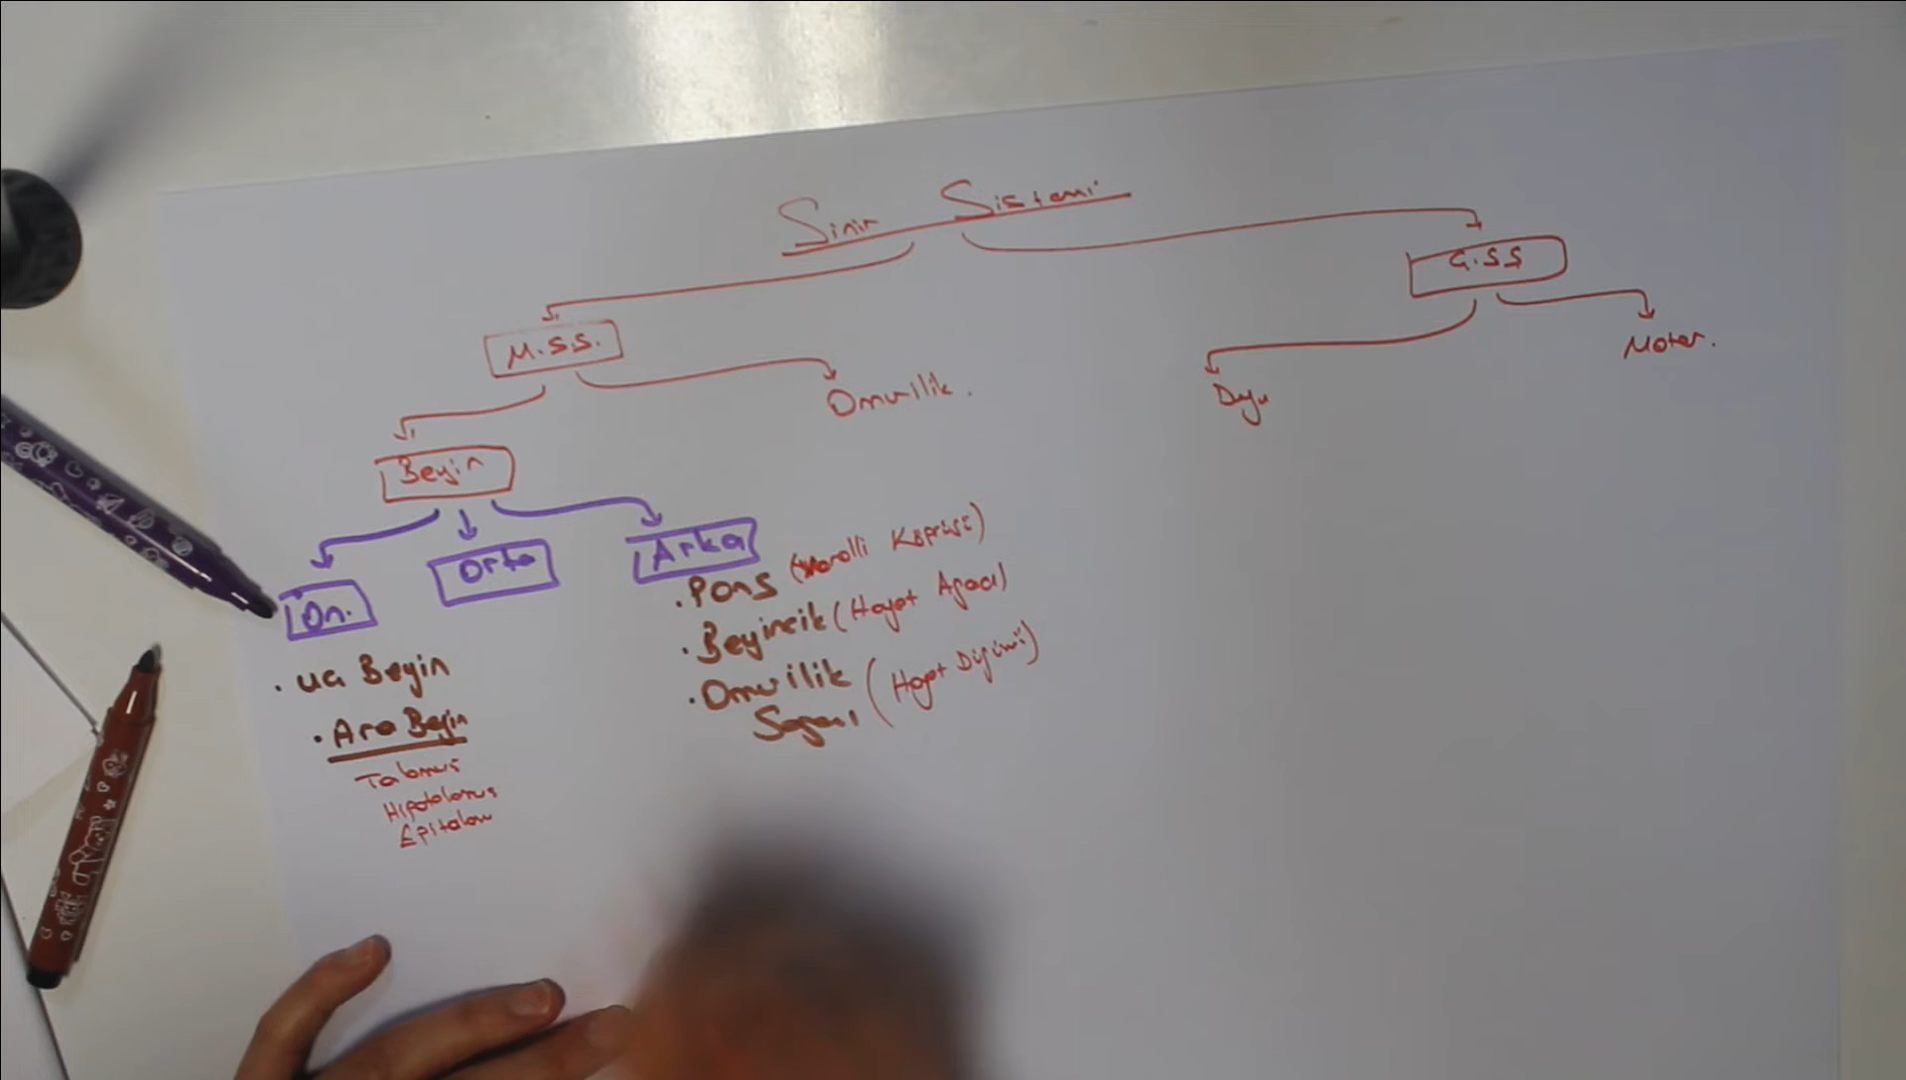 Sinir Sistemi
G.S.S
M.S.S.
Motor.
Duyu
Omurilik.
Beyin
Ön.
Orta
Arka
• Pons (Varolli Köprüsü)
• Beyincik (Hayat Ağacı)
• Omurilik Soğanı (Hayat Düğümü)
• Uç Beyin
• Ara Beyin
Talamus
Hipotalamus
Epitalam